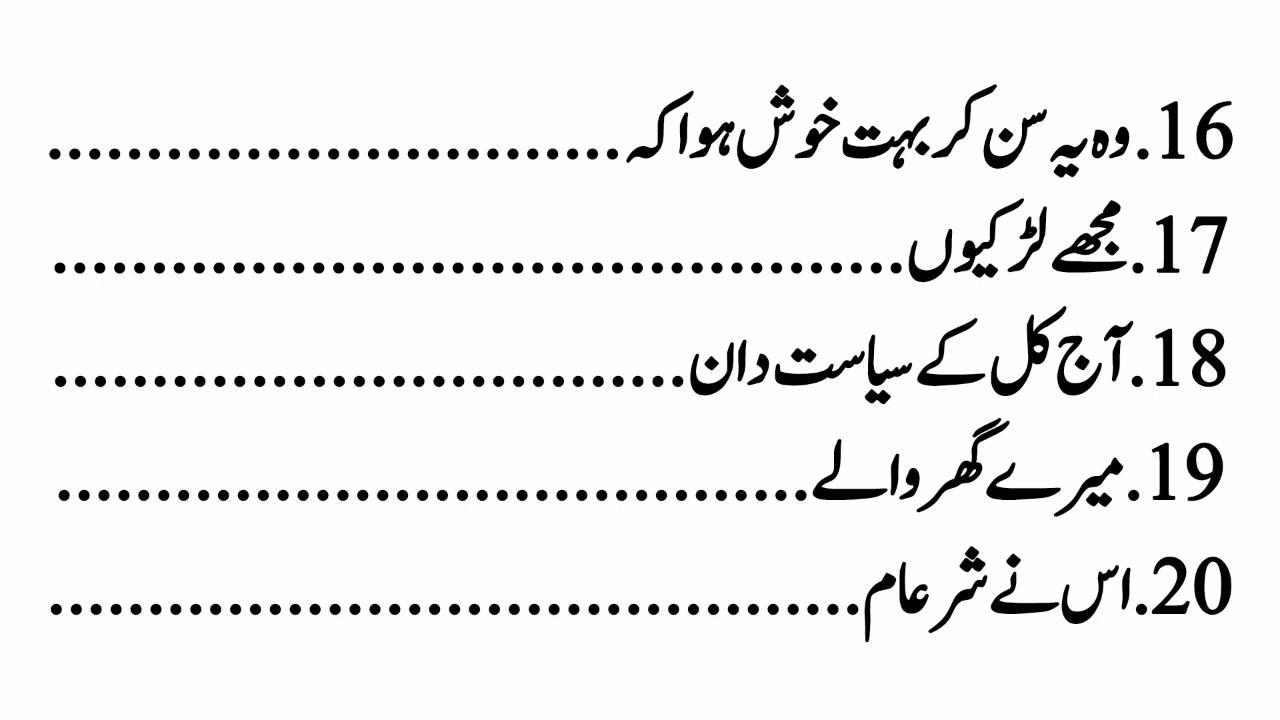 16.وہ یہ سن کر بہت خوش ہوا کہ.............................
17.مجھے لڑکیوں...........................................
18.آج کل کے سیاست دان................................
19.میرے گھر والے......................................
20.اس نے شر عام.........................................